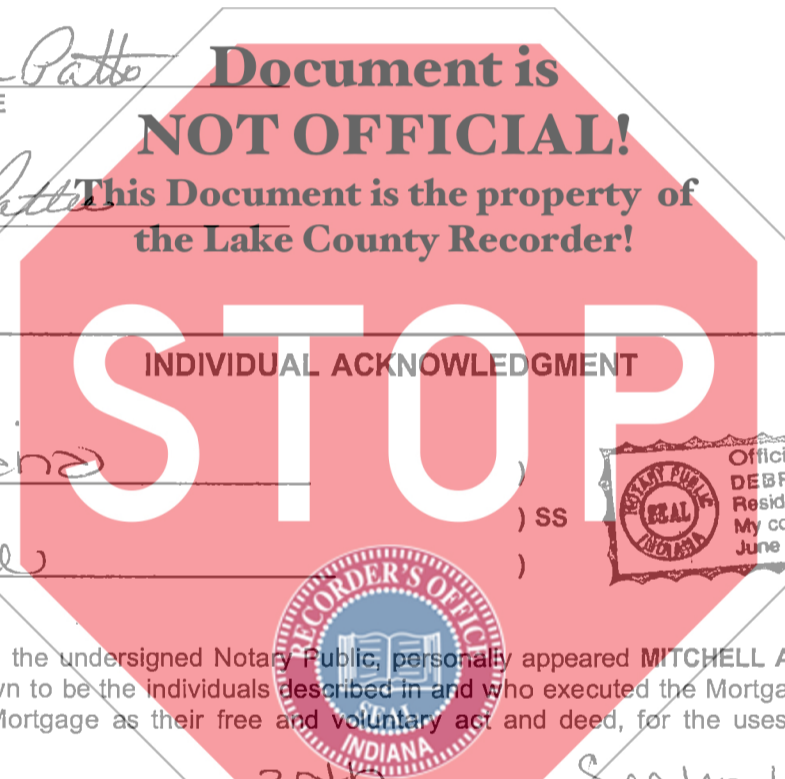 Patto
Document is
E
NOT OFFICIAL!
This Document is the property of
the Lake County Recorder!
STOP
INDIVIDUAL ACKNOWLEDGMENT
)
) SS
)
NOTARY PUBLIC
SEAL
INDIANA
Offici
DEBR
Resid
My co
June
RECORDER'S OFFICE
SEAL
INDIANA
the undersigned Notary Public, personally appeared MITCHELL A
wn to be the individuals described in and who executed the Mortga
Mortgage as their free and voluntary act and deed, for the uses